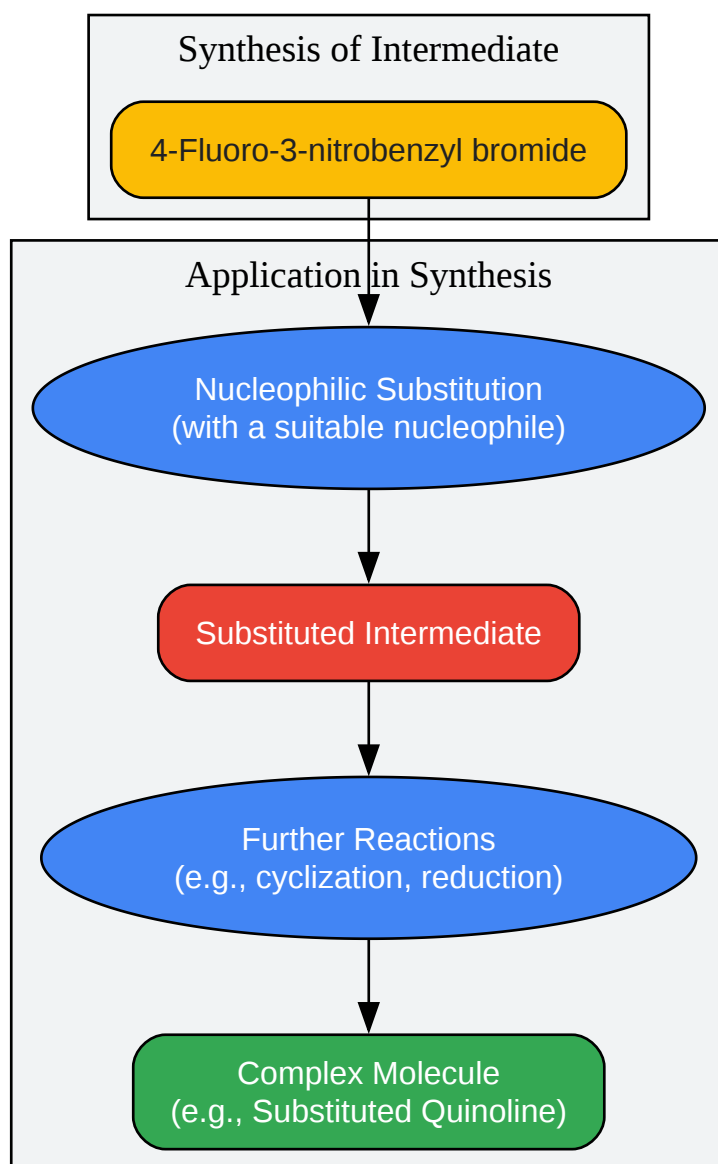 Synthesis of Intermediate
4-Fluoro-3-nitrobenzyl bromide
Application in Synthesis
Nucleophilic Substitution
(with a suitable nucleophile)
Substituted Intermediate
Further Reactions
(e.g., cyclization, reduction)
Complex Molecule
(e.g., Substituted Quinoline)